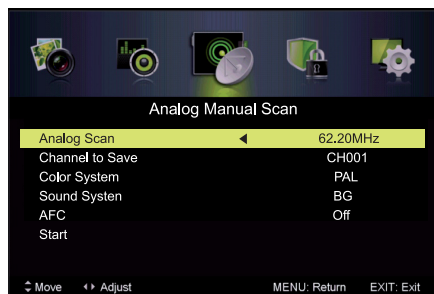 Analog Manual Scan
Analog Scan 62.20MHz
Channel to Save CH001
Color System PAL
Sound Systen BG
AFC Off
Start
Move Adjust MENU: Return EXIT: Exit